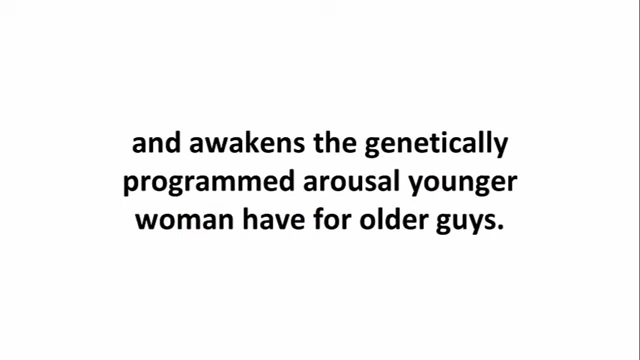 and awakens the genetically
programmed arousal younger
woman have for older guys.